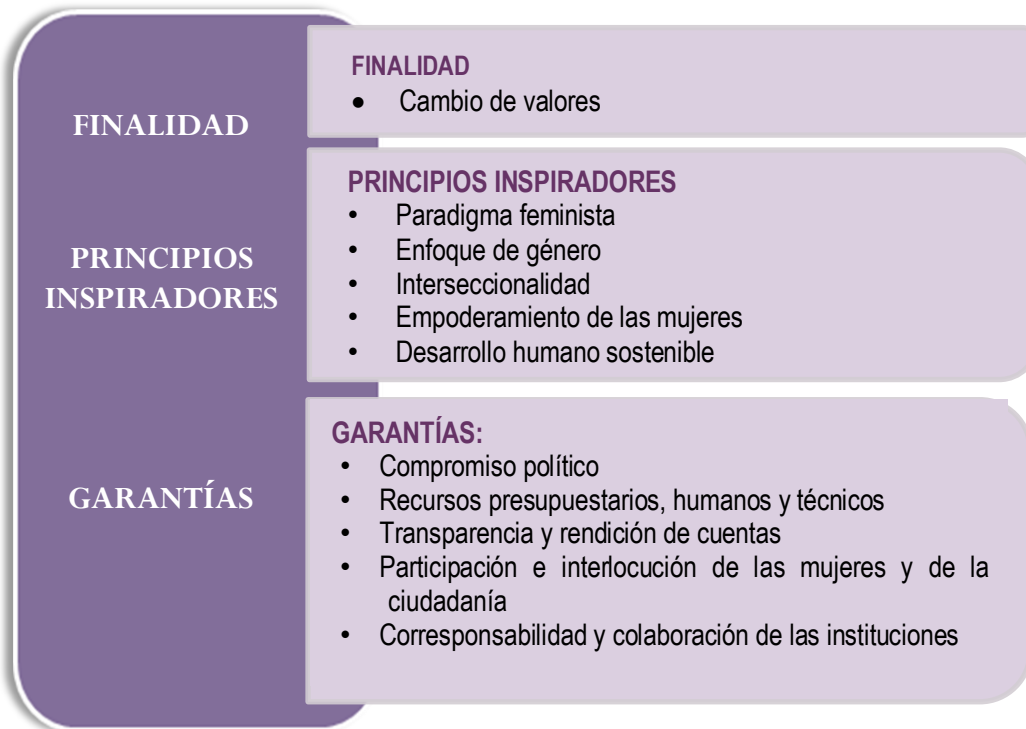 FINALIDAD
FINALIDAD
• Cambio de valores
PRINCIPIOS
INSPIRADORES
PRINCIPIOS INSPIRADORES
• Paradigma feminista
• Enfoque de género
• Interseccionalidad
• Empoderamiento de las mujeres
• Desarrollo humano sostenible
GARANTÍAS
GARANTÍAS:
• Compromiso político
• Recursos presupuestarios, humanos y técnicos
• Transparencia y rendición de cuentas
• Participación e interlocución de las mujeres y de la
ciudadanía
• Corresponsabilidad y colaboración de las instituciones